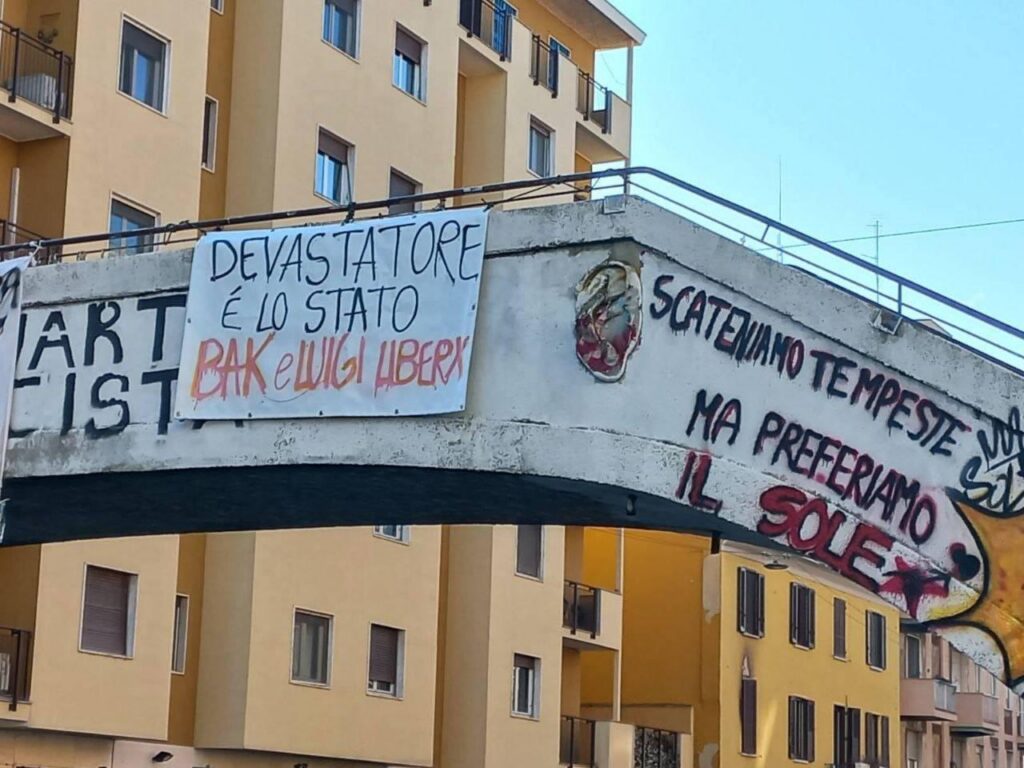 DEVASTATORE
É LO STATO
BAK e LUIGI LIBERX
SCATENIAMO TEMPESTE
MA PREFERIAMO
IL SOLE